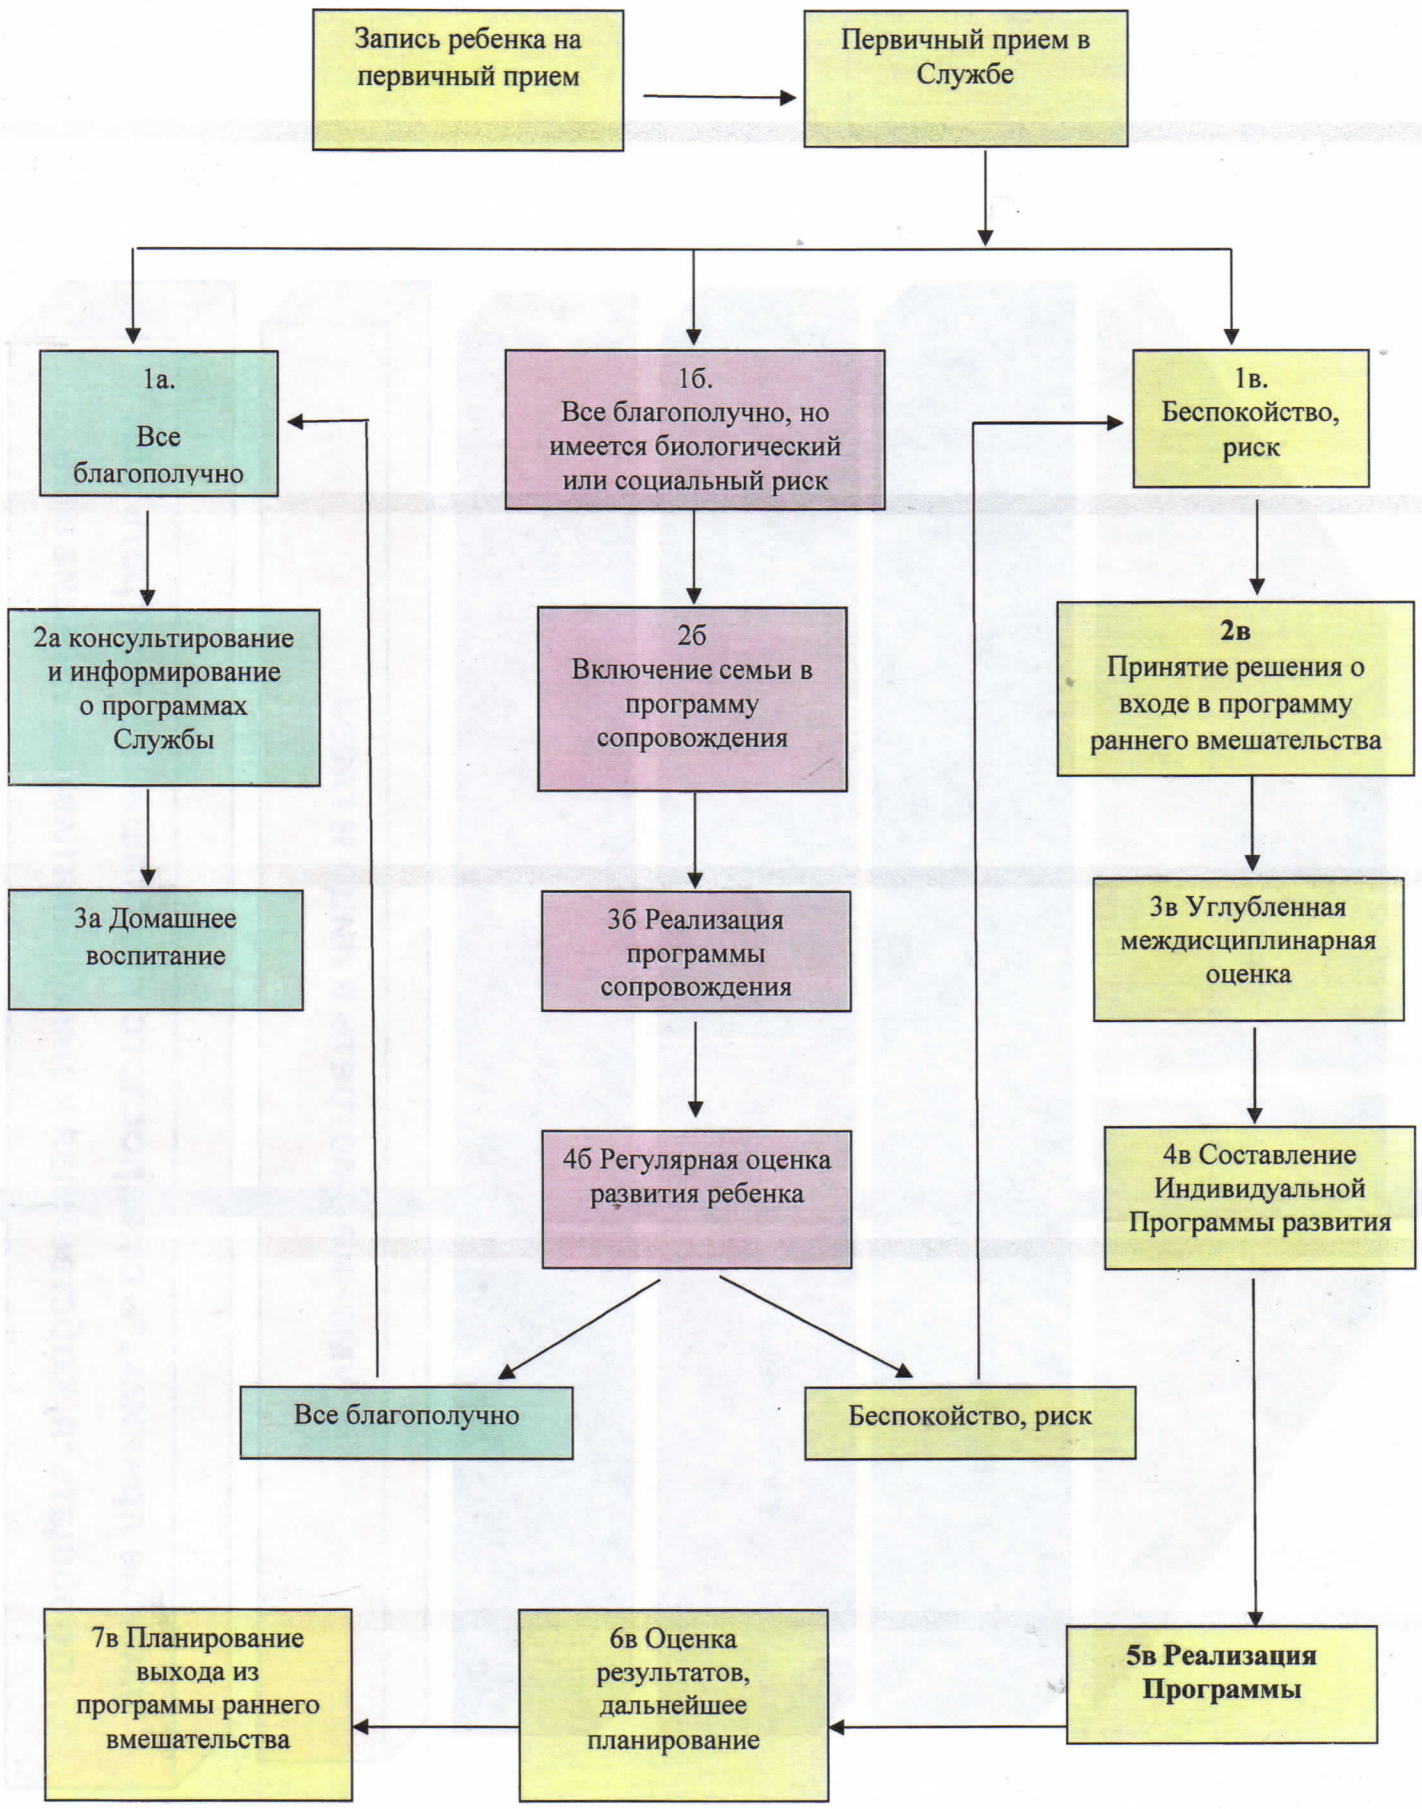 Запись ребенка на
первичный прием
Первичный прием в
Службе
1а.
Все
благополучно
1б.
Все благополучно, но
имеется биологический
или социальный риск
1в.
Беспокойство,
риск
2а консультирование
и информирование
о программах
Службы
2б
Включение семьи в
программу
сопровождения
2в
Принятие решения о
входе в программу
раннего вмешательства
3а Домашнее
воспитание
3б Реализация
программы
сопровождения
3в Углубленная
междисциплинарная
оценка
4б Регулярная оценка
развития ребенка
4в Составление
Индивидуальной
Программы развития
Все благополучно
Беспокойство, риск
7в Планирование
выхода из
программы раннего
вмешательства
6в Оценка
результатов,
дальнейшее
планирование
5в Реализация
Программы